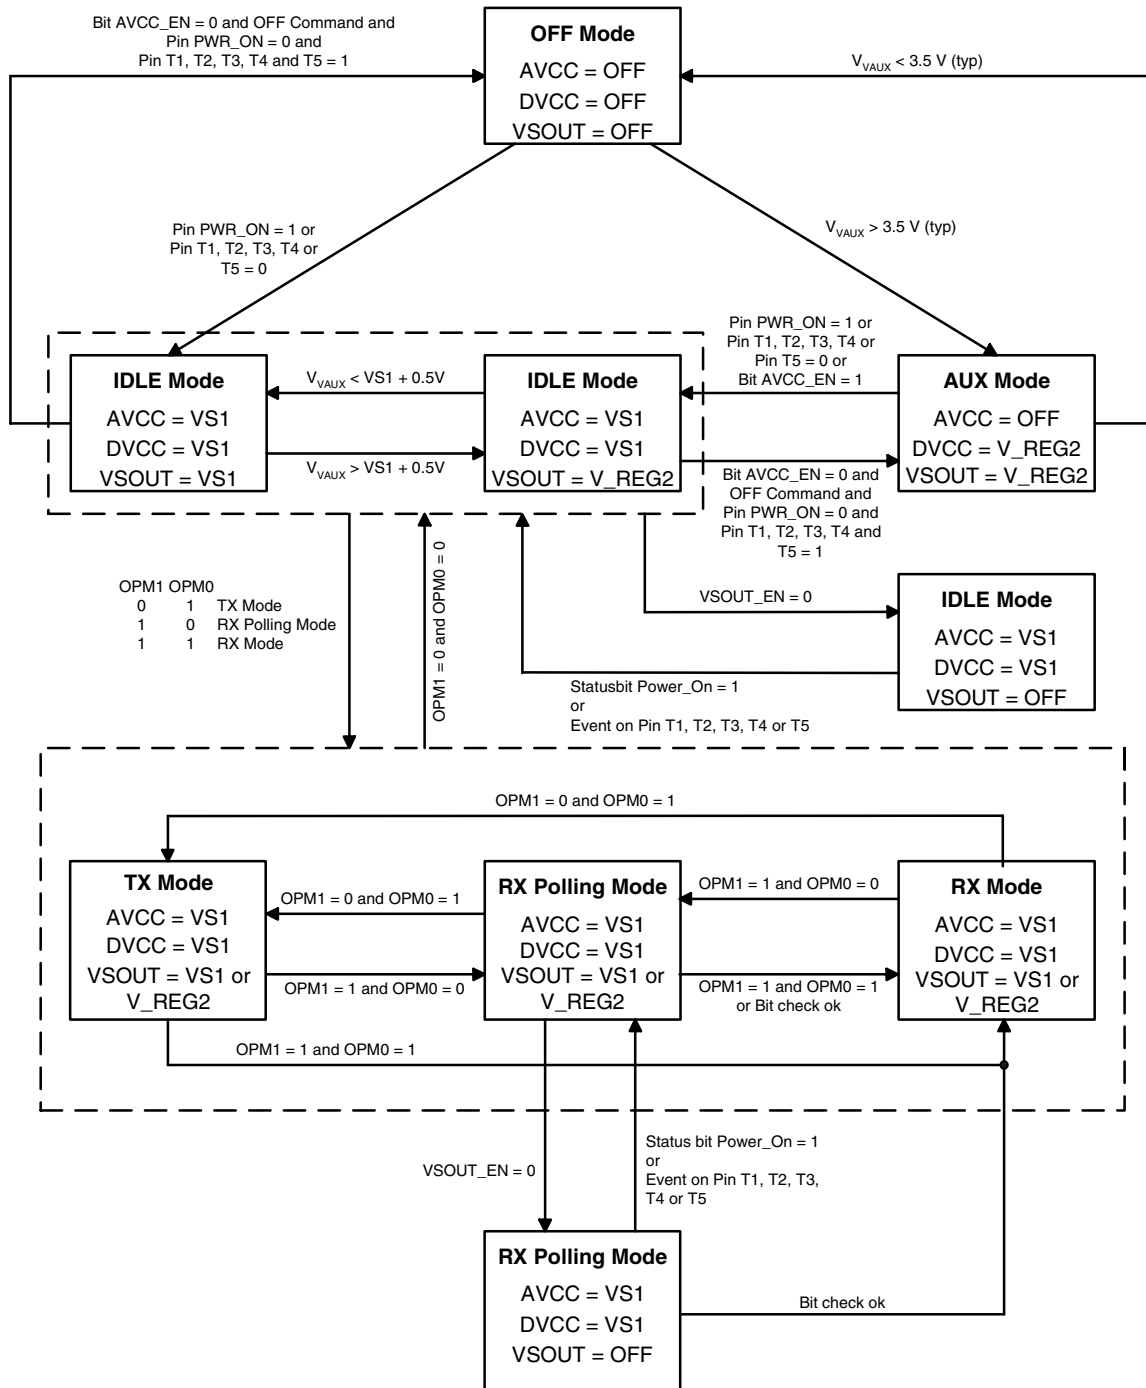 Bit AVCC_EN = 0 and OFF Command and
Pin PWR_ON = 0 and
Pin T1, T2, T3, T4 and T5 = 1
OFF Mode
AVCC = OFF
DVCC = OFF
VSOUT = OFF
VVAUX < 3.5 V (typ)
Pin PWR_ON = 1 or
Pin T1, T2, T3, T4 or
T5 = 0
VVAUX > 3.5 V (typ)
IDLE Mode
AVCC = VS1
DVCC = VS1
VSOUT = VS1
VVAUX < VS1 + 0.5V
VVAUX > VS1 + 0.5V
IDLE Mode
AVCC = VS1
DVCC = VS1
VSOUT = V_REG2
Pin PWR_ON = 1 or
Pin T1, T2, T3, T4 or
Pin T5 = 0 or
Bit AVCC_EN = 1
AUX Mode
AVCC = OFF
DVCC = V_REG2
VSOUT = V_REG2
Bit AVCC_EN = 0 and
OFF Command and
Pin PWR_ON = 0 and
Pin T1, T2, T3, T4 and
T5 = 1
OPM1 OPM0
0 1 TX Mode
1 0 RX Polling Mode
1 1 RX Mode
OPM1 = 0 and OPM0 = 0
VSOUT_EN = 0
IDLE Mode
AVCC = VS1
DVCC = VS1
VSOUT = OFF
Statusbit Power_On = 1
or
Event on Pin T1, T2, T3, T4 or T5
OPM1 = 0 and OPM0 = 1
TX Mode
AVCC = VS1
DVCC = VS1
VSOUT = VS1 or
V_REG2
OPM1 = 0 and OPM0 = 1
OPM1 = 1 and OPM0 = 0
RX Polling Mode
AVCC = VS1
DVCC = VS1
VSOUT = VS1 or
V_REG2
OPM1 = 1 and OPM0 = 0
OPM1 = 1 and OPM0 = 1
or Bit check ok
RX Mode
AVCC = VS1
DVCC = VS1
VSOUT = VS1 or
V_REG2
OPM1 = 1 and OPM0 = 1
VSOUT_EN = 0
Status bit Power_On = 1
or
Event on Pin T1, T2, T3,
T4 or T5
RX Polling Mode
AVCC = VS1
DVCC = VS1
VSOUT = OFF
Bit check ok